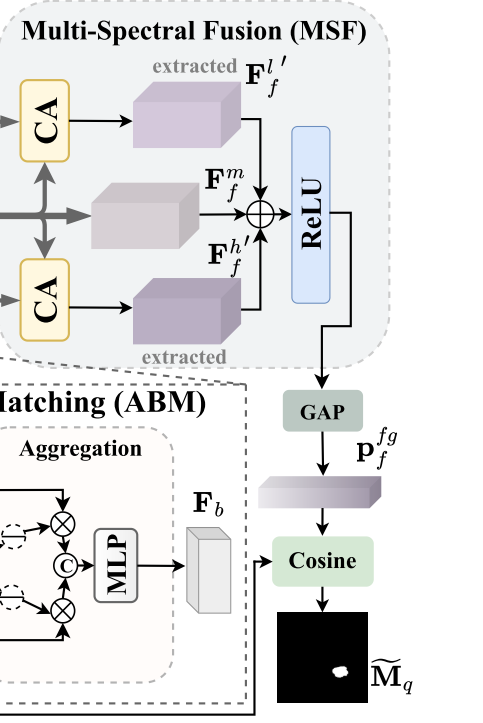 Multi-Spectral Fusion (MSF)
extracted
F_f^{l'}
CA
F_f^m
ReLU
F_f^{h'}
CA
extracted
GAP
Matching (ABM)
p_f^{fg}
Aggregation
F_b
C
MLP
Cosine
M̃_q